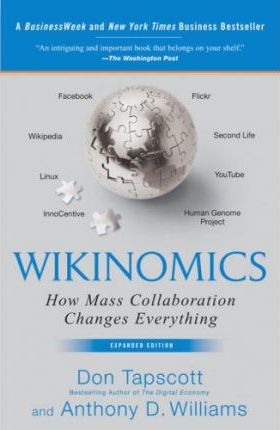 A BusinessWeek and New York Times Business Bestseller
"An intriguing and important book that belongs on your shelf."
—The Washington Post
Facebook
Flickr
Wikipedia
Second Life
Linux
YouTube
InnoCentive
Human Genome
Project
WIKINOMICS
How Mass Collaboration
Changes Everything
EXPANDED EDITION
Don Tapscott
Bestselling Author of The Digital Economy
and Anthony D. Williams